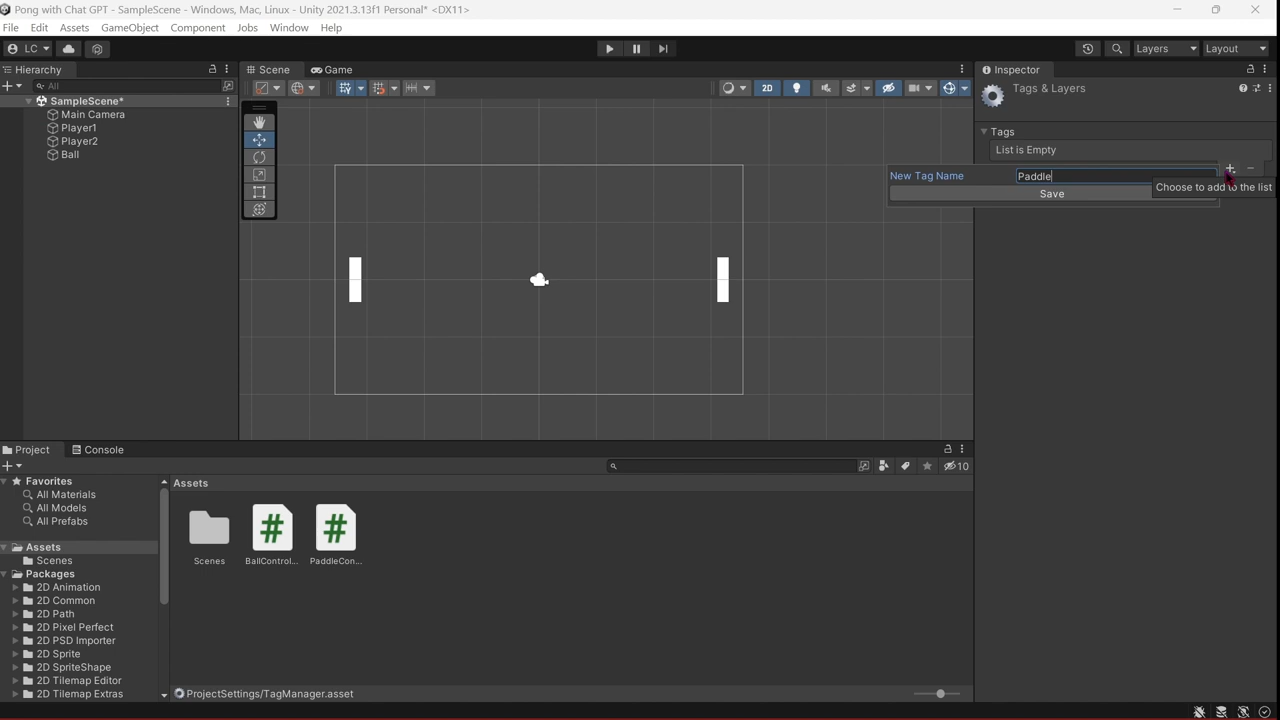 Pong with Chat GPT - SampleScene - Windows, Mac, Linux - Unity 2021.3.13f1 Personal* <DX11>
File Edit Assets GameObject Component Jobs Window Help
LC Layers Layout
Hierarchy
All
SampleScene*
Main Camera
Player1
Player2
Ball
Scene Game
2D
Inspector
Tags & Layers
Tags
List is Empty
New Tag Name Paddle
Save
Choose to add to the list
Project Console
10
Favorites
All Materials
All Models
All Prefabs
Assets
Scenes
Packages
2D Animation
2D Common
2D Path
2D Pixel Perfect
2D PSD Importer
2D Sprite
2D SpriteShape
2D Tilemap Editor
2D Tilemap Extras
Assets
Scenes BallControl... PaddleCon...
ProjectSettings/TagManager.asset